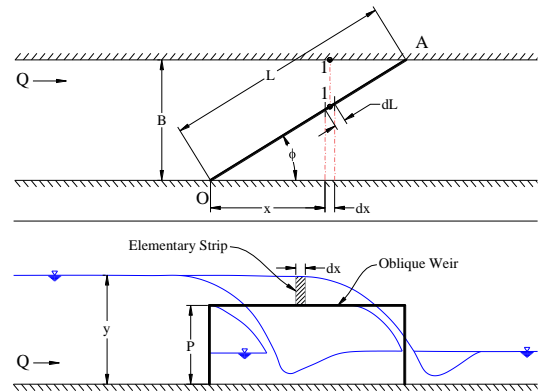 A
L
1
Q
B
1
dL
ϕ
O
x
dx
Elementary Strip
dx
Oblique Weir
y
P
Q